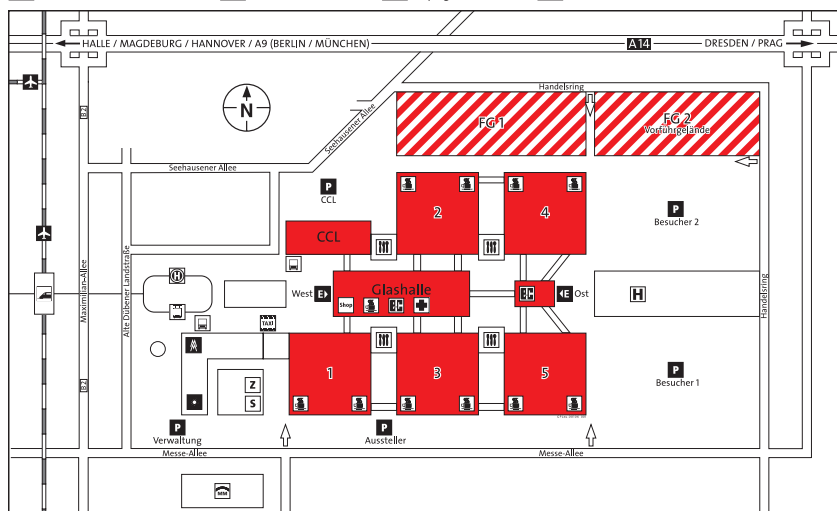 HALLE / MAGDEBURG / HANNOVER / A9 (BERLIN / MÜNCHEN)
A14
DRESDEN / PRAG
N
B2
Seehausener Allee
Handelsring
FG 1
FG 2
Vorführgelände
Seehausener Allee
P
CCL
2
4
P
Besucher 2
CCL
H
Glashalle
West E
E Ost
H
Shop
Maximilian-Allee
Alte Dübener Landstraße
Handelsring
TAXI
1
3
5
P
Besucher 1
B2
Z
S
P
Verwaltung
P
Aussteller
Messe-Allee
Messe-Allee
MM